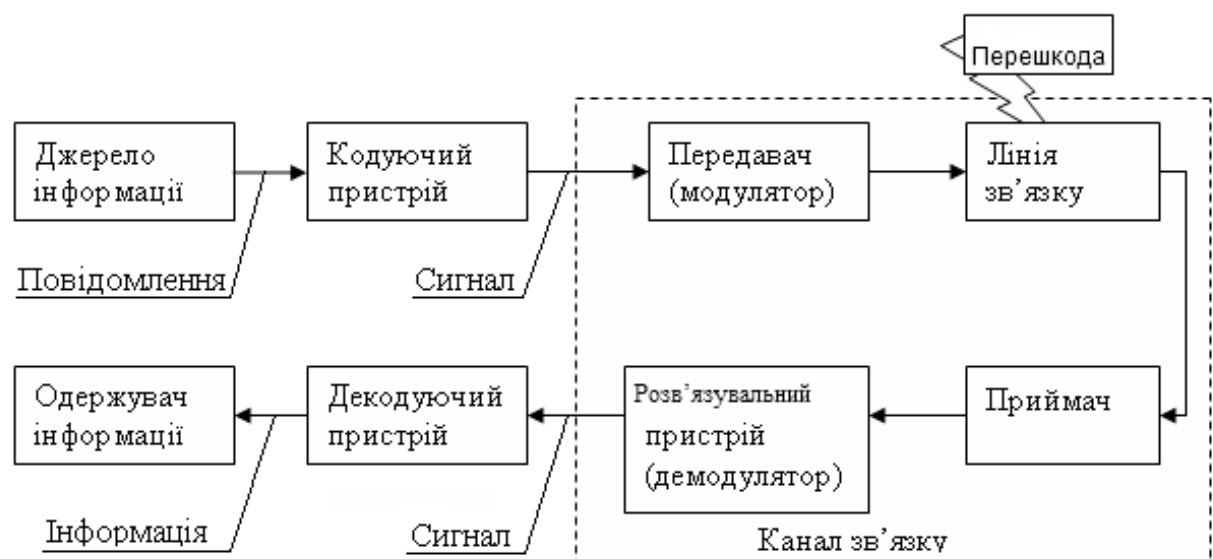 Перешкода
Джерело
інформації
Кодуючий
пристрій
Передавач
(модулятор)
Лінія
зв’язку
Повідомлення
Сигнал
Одержувач
інформації
Декодуючий
пристрій
Розв’язувальний
пристрій
(демодулятор)
Приймач
Інформація
Сигнал
Канал зв’язку